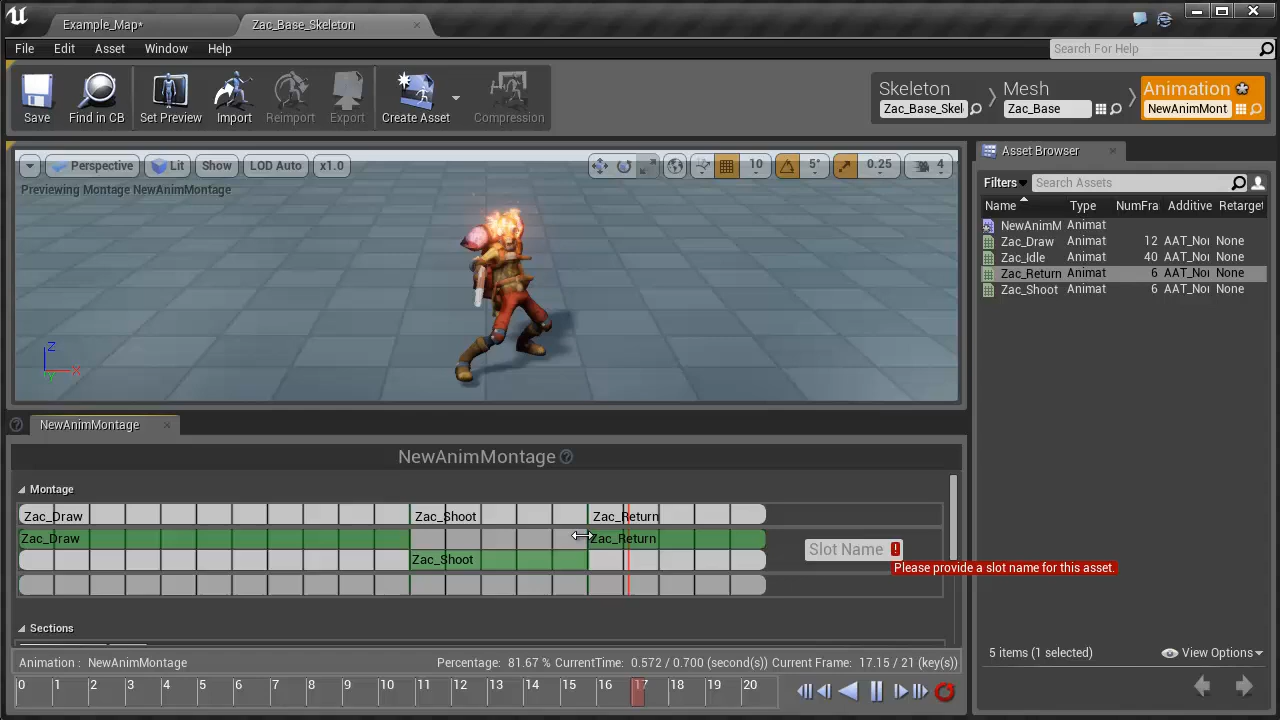 Example_Map*
Zac_Base_Skeleton
File Edit Asset Window Help
Search For Help
Save
Find in CB
Set Preview
Import
Reimport
Export
Create Asset
Compression
Skeleton
Zac_Base_Skel
Mesh
Zac_Base
Animation
NewAnimMont
Perspective Lit Show LOD Auto x1.0
10 5° 0.25 4
Previewing Montage NewAnimMontage
Z
X
Y
Asset Browser
Filters Search Assets
Name Type NumFra Additive Retarget
NewAnimM Animat
Zac_Draw Animat 12 AAT_Nor None
Zac_Idle Animat 40 AAT_Nor None
Zac_Return Animat 6 AAT_Nor None
Zac_Shoot Animat 6 AAT_Nor None
5 items (1 selected)
View Options
NewAnimMontage
NewAnimMontage
Montage
Zac_Draw Zac_Shoot Zac_Return
Zac_Draw Zac_Return
Zac_Shoot
Slot Name !
Please provide a slot name for this asset.
Sections
Animation : NewAnimMontage
Percentage: 81.67 % CurrentTime: 0.572 / 0.700 (second(s)) Current Frame: 17.15 / 21 (key(s))
0 1 2 3 4 5 6 7 8 9 10 11 12 13 14 15 16 17 18 19 20